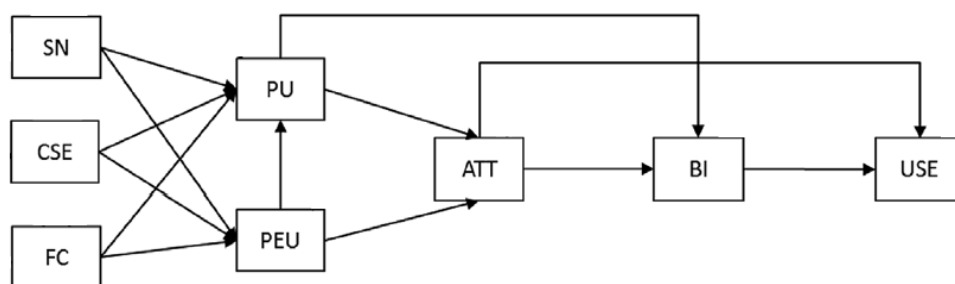 SN
PU
CSE
ATT
BI
USE
PEU
FC